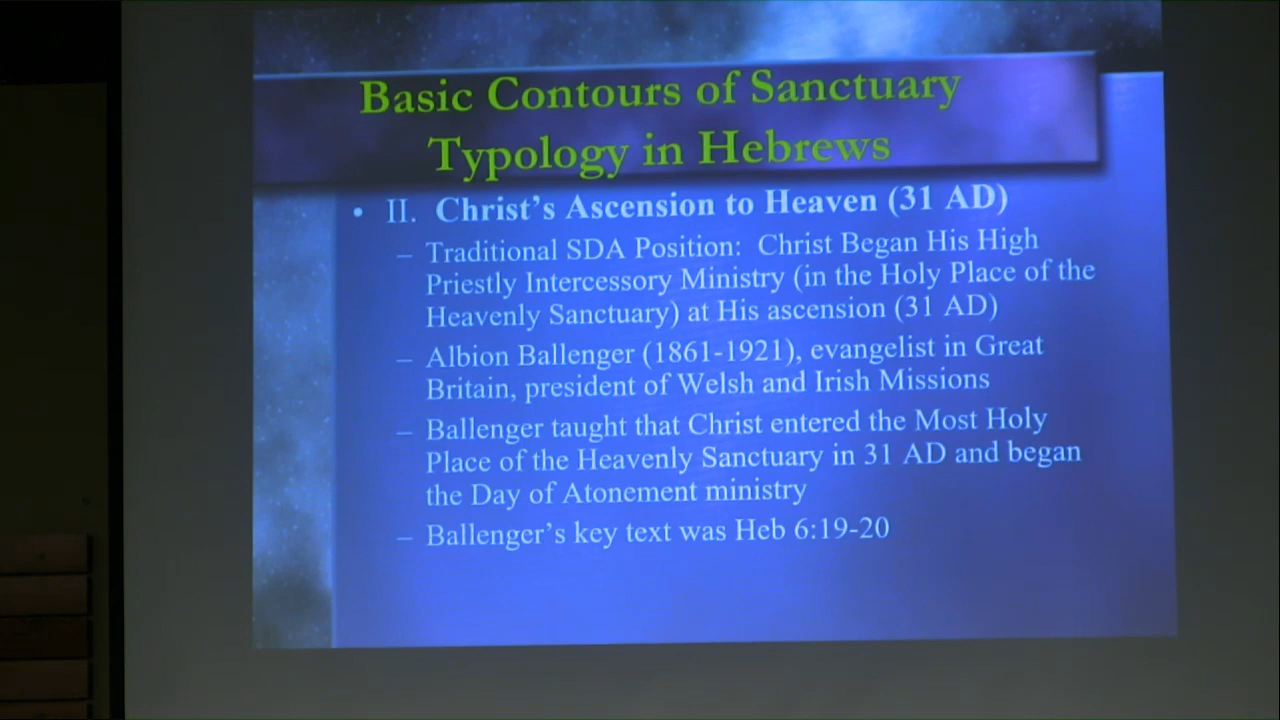 Basic Contours of Sanctuary
Typology in Hebrews
• II. Christ's Ascension to Heaven (31 AD)
– Traditional SDA Position: Christ Began His High
Priestly Intercessory Ministry (in the Holy Place of the
Heavenly Sanctuary) at His ascension (31 AD)
– Albion Ballenger (1861-1921), evangelist in Great
Britain, president of Welsh and Irish Missions
– Ballenger taught that Christ entered the Most Holy
Place of the Heavenly Sanctuary in 31 AD and began
the Day of Atonement ministry
– Ballenger's key text was Heb 6:19-20